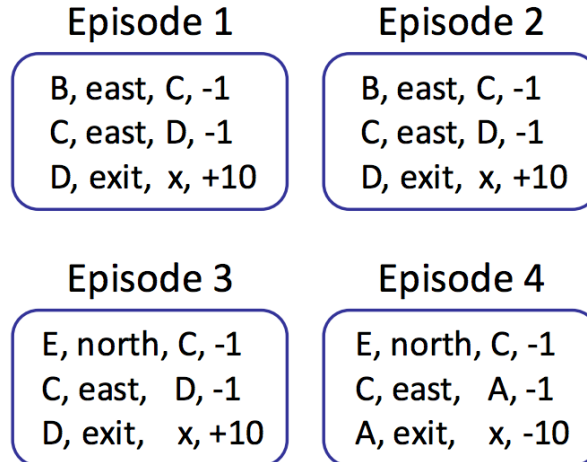 Episode 1
B, east, C, -1
C, east, D, -1
D, exit, x, +10
Episode 2
B, east, C, -1
C, east, D, -1
D, exit, x, +10
Episode 3
E, north, C, -1
C, east, D, -1
D, exit, x, +10
Episode 4
E, north, C, -1
C, east, A, -1
A, exit, x, -10